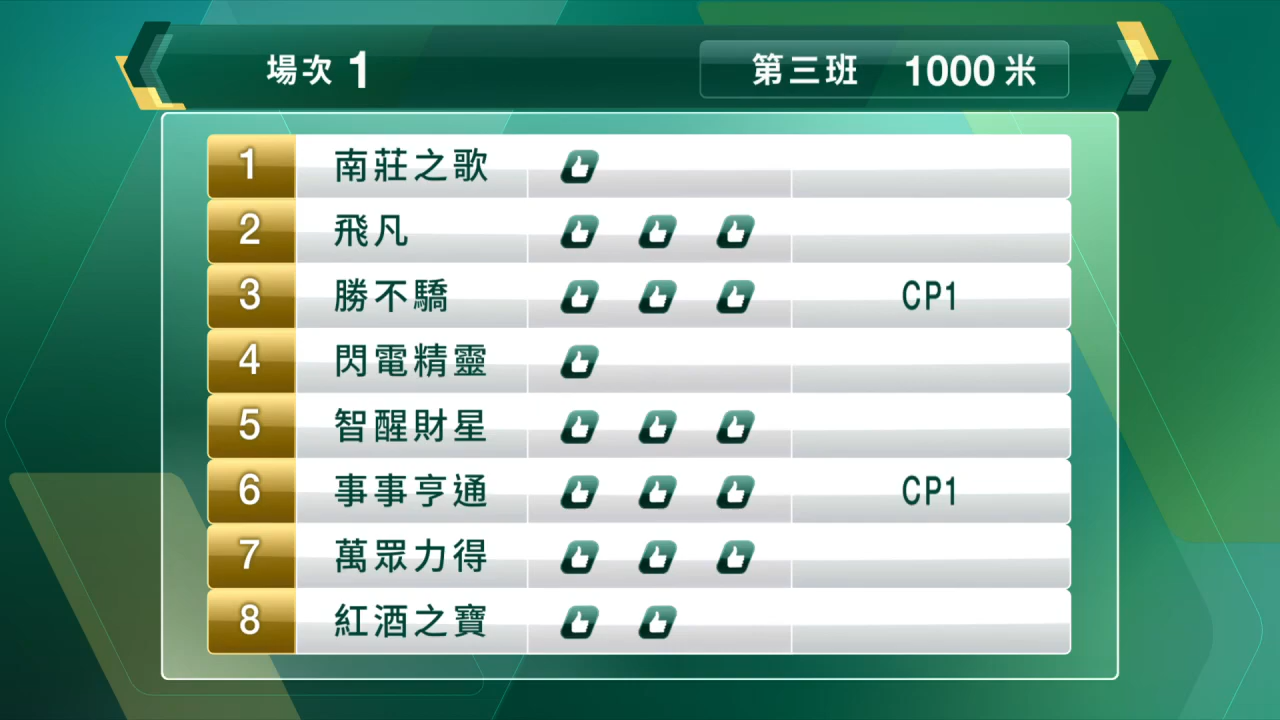 場次 1 第三班 1000 米
1 南莊之歌
2 飛凡
3 勝不驕 CP1
4 閃電精靈
5 智醒財星
6 事事亨通 CP1
7 萬眾力得
8 紅酒之寶